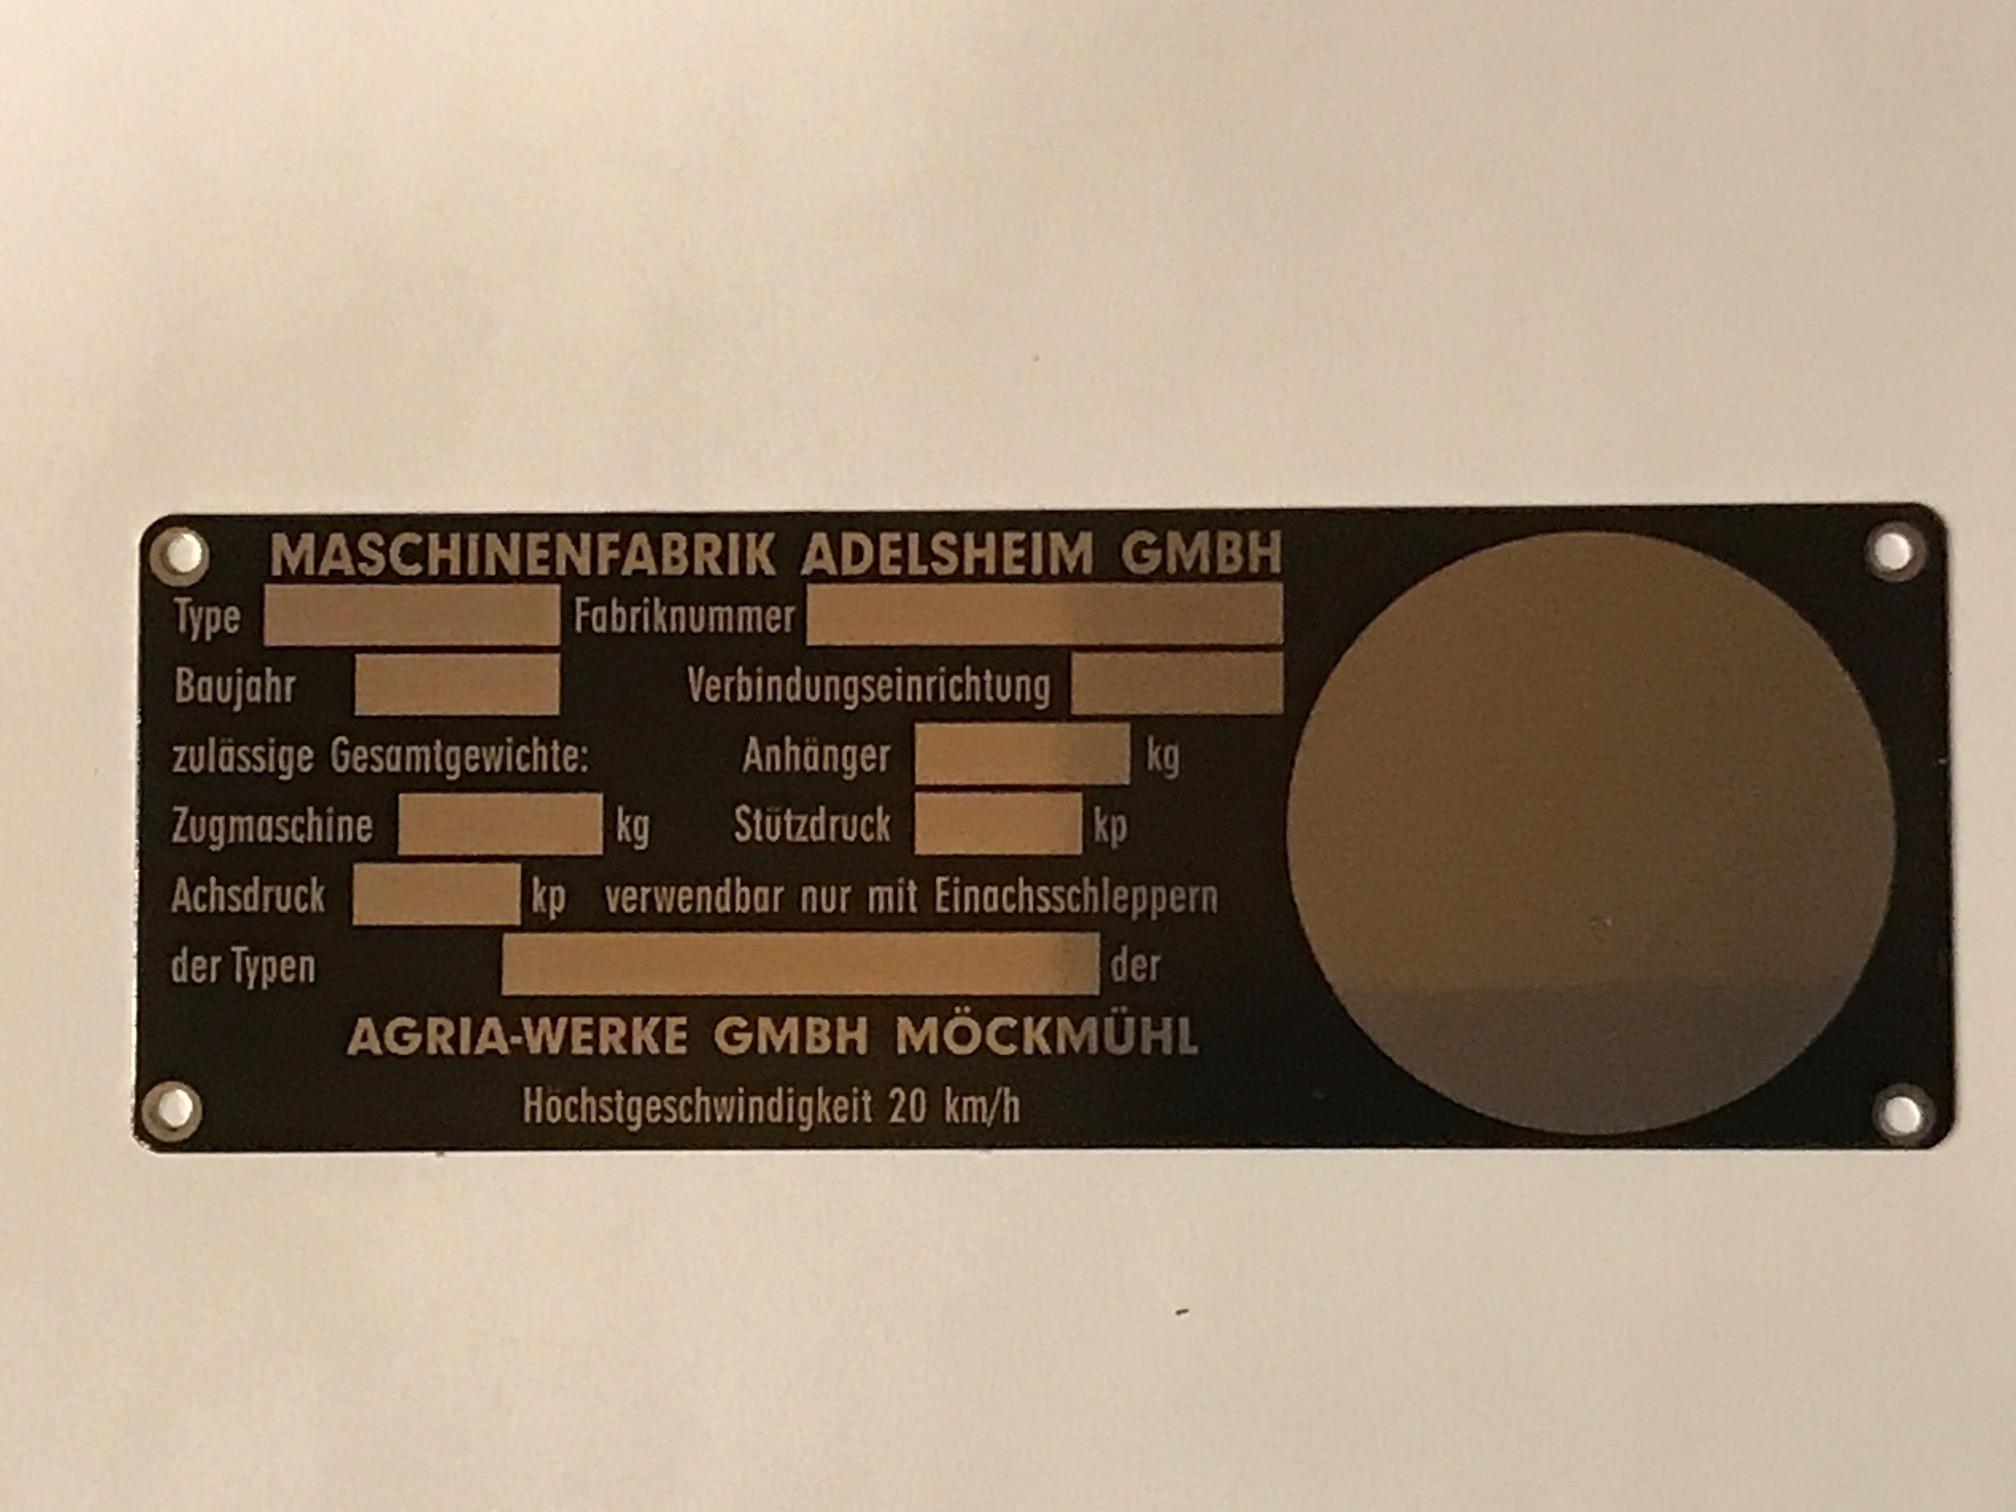 MASCHINENFABRIK ADELSHEIM GMBH
Type Fabriknummer
Baujahr Verbindungseinrichtung
zulässige Gesamtgewichte: Anhänger kg
Zugmaschine kg Stützdruck kp
Achsdruck kp verwendbar nur mit Einachsschleppern
der Typen der
AGRIA-WERKE GMBH MÖCKMÜHL
Höchstgeschwindigkeit 20 km/h